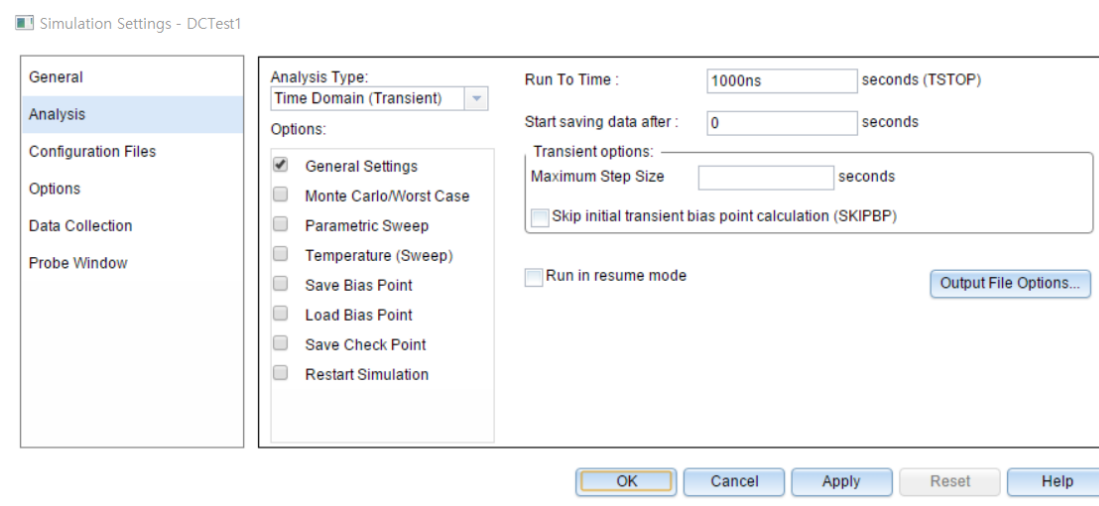 Simulation Settings - DCTest1
General
Analysis
Configuration Files
Options
Data Collection
Probe Window
Analysis Type:
Time Domain (Transient)
Options:
General Settings
Monte Carlo/Worst Case
Parametric Sweep
Temperature (Sweep)
Save Bias Point
Load Bias Point
Save Check Point
Restart Simulation
Run To Time : 1000ns seconds (TSTOP)
Start saving data after : 0 seconds
Transient options:
Maximum Step Size seconds
Skip initial transient bias point calculation (SKIPBP)
Run in resume mode
Output File Options...
OK Cancel Apply Reset Help